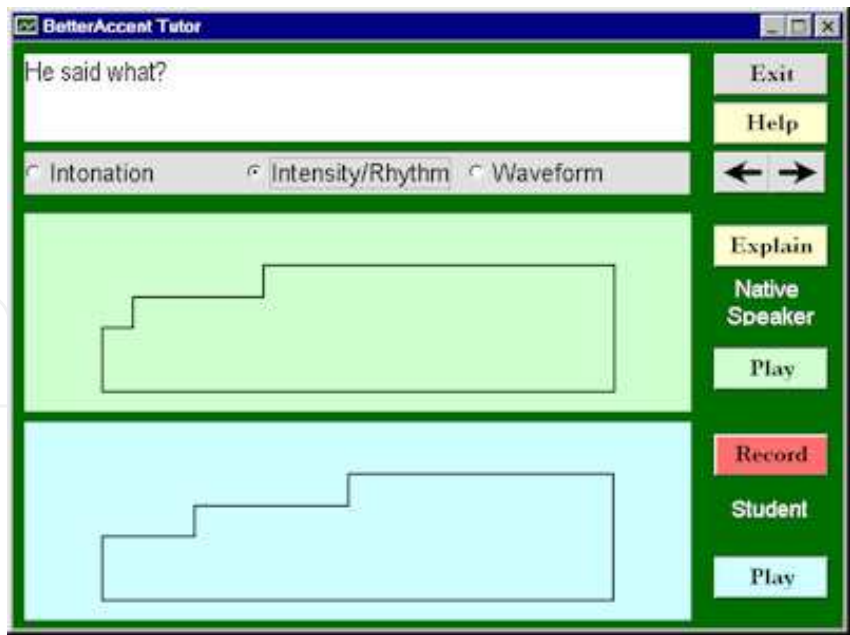 BetterAccent Tutor
He said what?
Exit
Help
Intonation Intensity/Rhythm Waveform
Explain
Native
Speaker
Play
Record
Student
Play